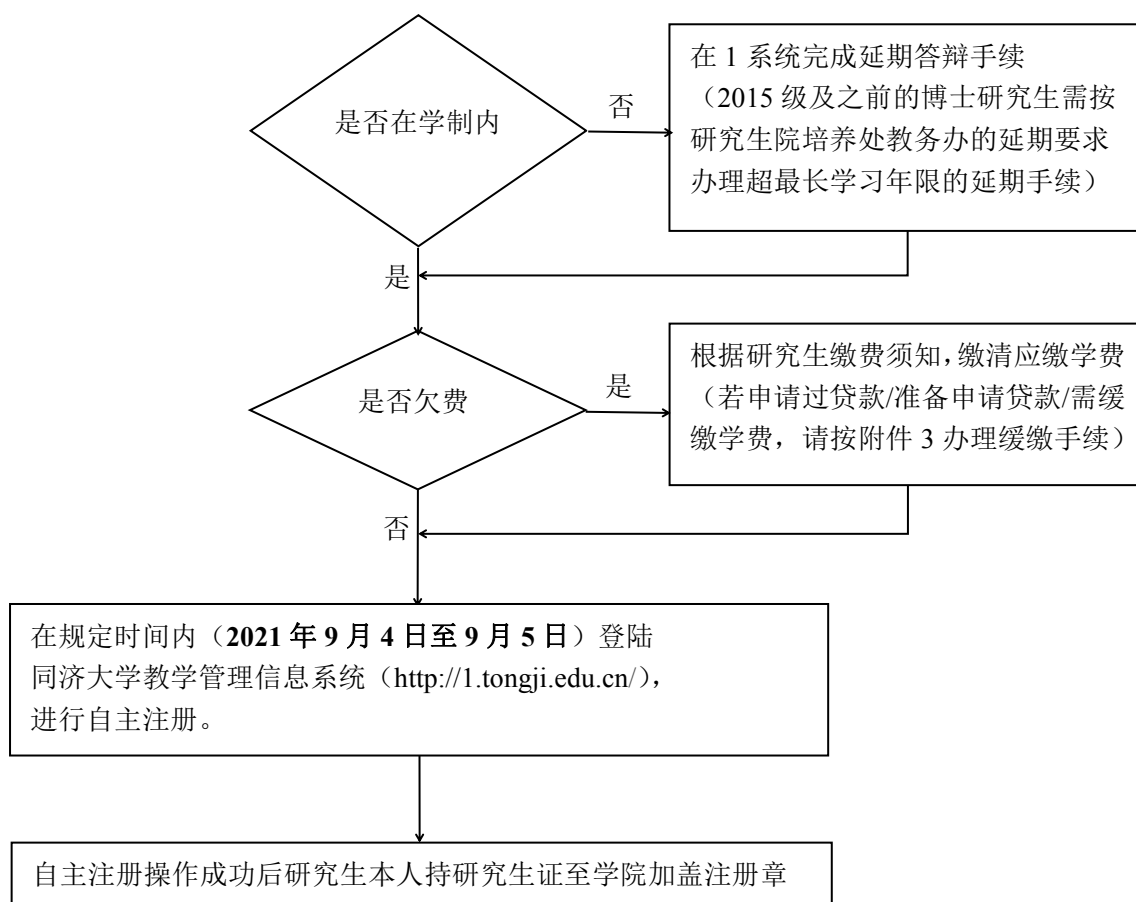 是否在学制内
否
在 1 系统完成延期答辩手续
（2015 级及之前的博士研究生需按
研究生院培养处教务办的延期要求
办理超最长学习年限的延期手续）
是
是否欠费
是
根据研究生缴费须知，缴清应缴学费
（若申请过贷款/准备申请贷款/需缓
缴学费，请按附件 3 办理缓缴手续）
否
在规定时间内（2021 年 9 月 4 日至 9 月 5 日）登陆
同济大学教学管理信息系统（http://1.tongji.edu.cn/），
进行自主注册。
自主注册操作成功后研究生本人持研究生证至学院加盖注册章